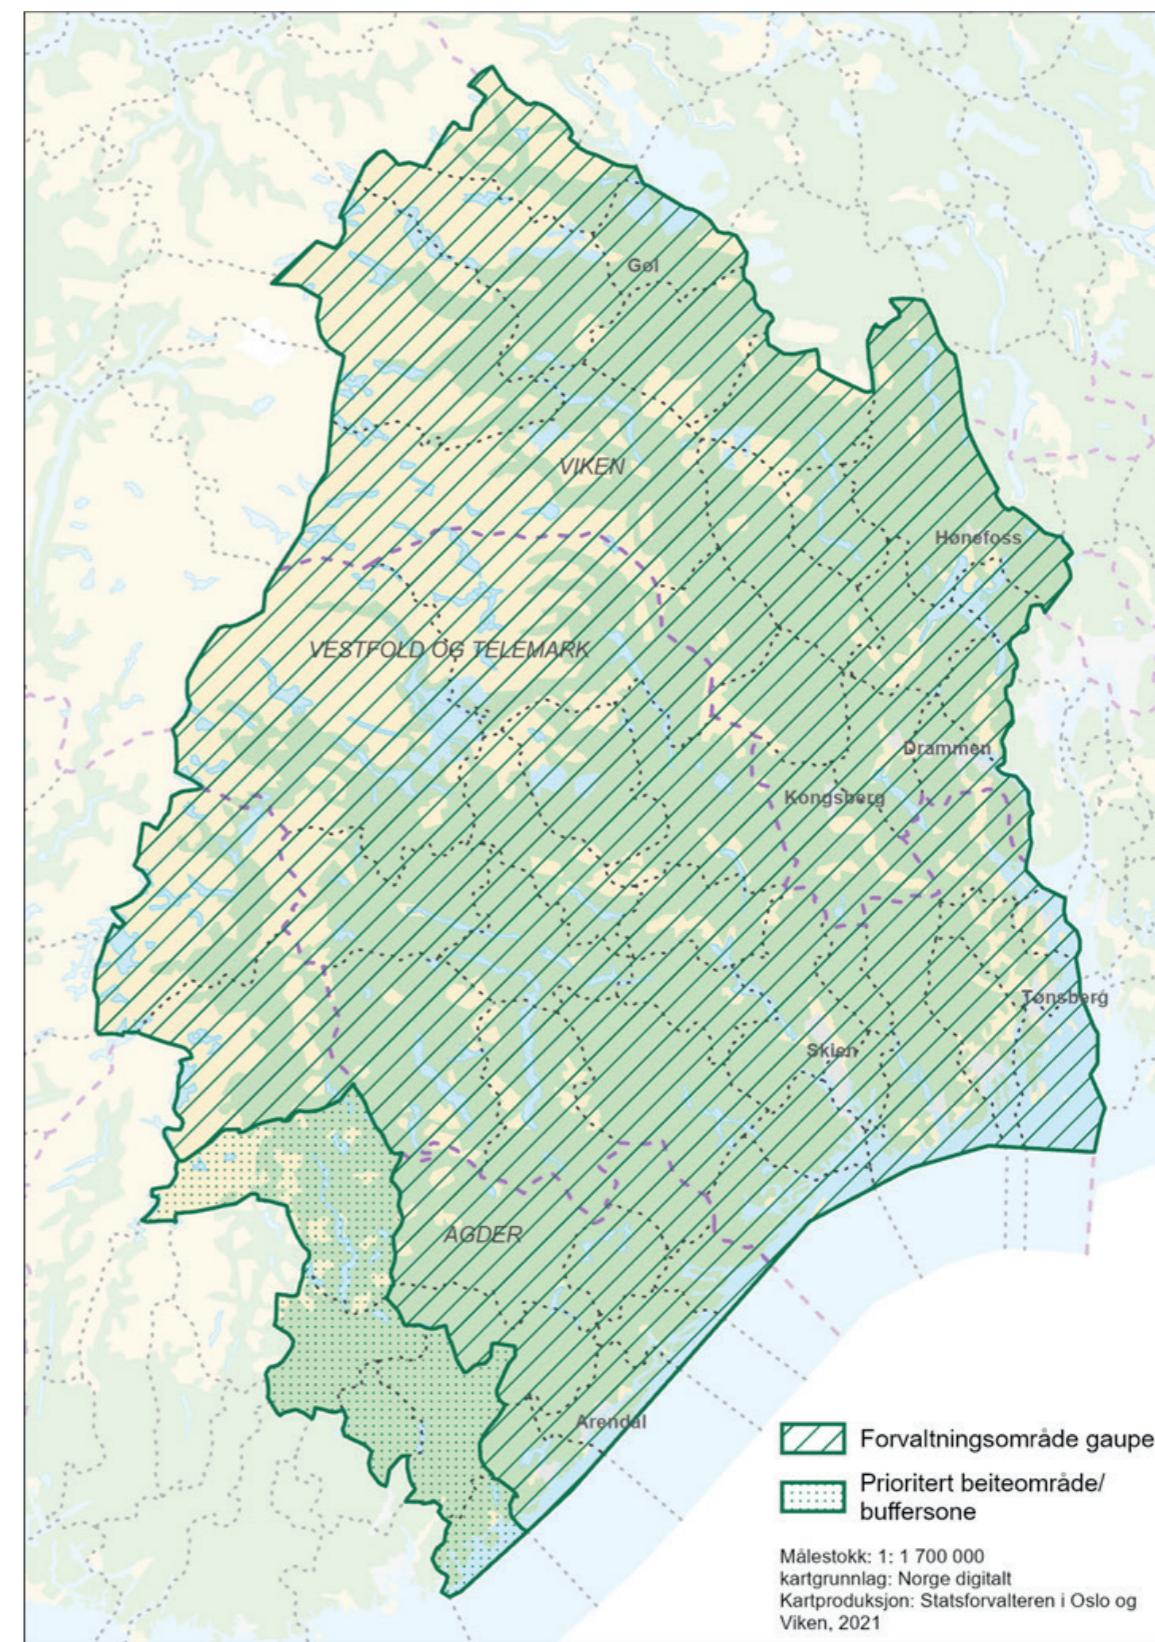 Gol
VIKEN
Hønefoss
VESTFOLD OG TELEMARK
Drammen
Kongsberg
Tønsberg
Skien
AGDER
Arendal
Forvaltningsområde gaupe
Prioritert beiteområde/
buffersone
Målestokk: 1: 1 700 000
kartgrunnlag: Norge digitalt
Kartproduksjon: Statsforvalteren i Oslo og
Viken, 2021